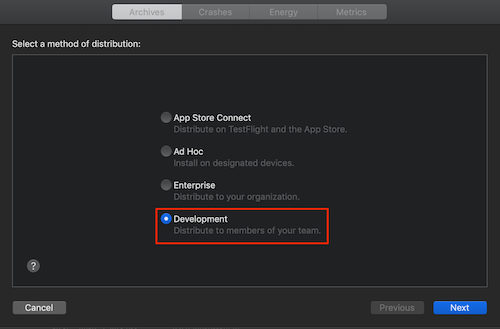 Archives Crashes Energy Metrics
Select a method of distribution:
App Store Connect
Distribute on TestFlight and the App Store.
Ad Hoc
Install on designated devices.
Enterprise
Distribute to your organization.
Development
Distribute to members of your team.
?
Cancel Previous Next